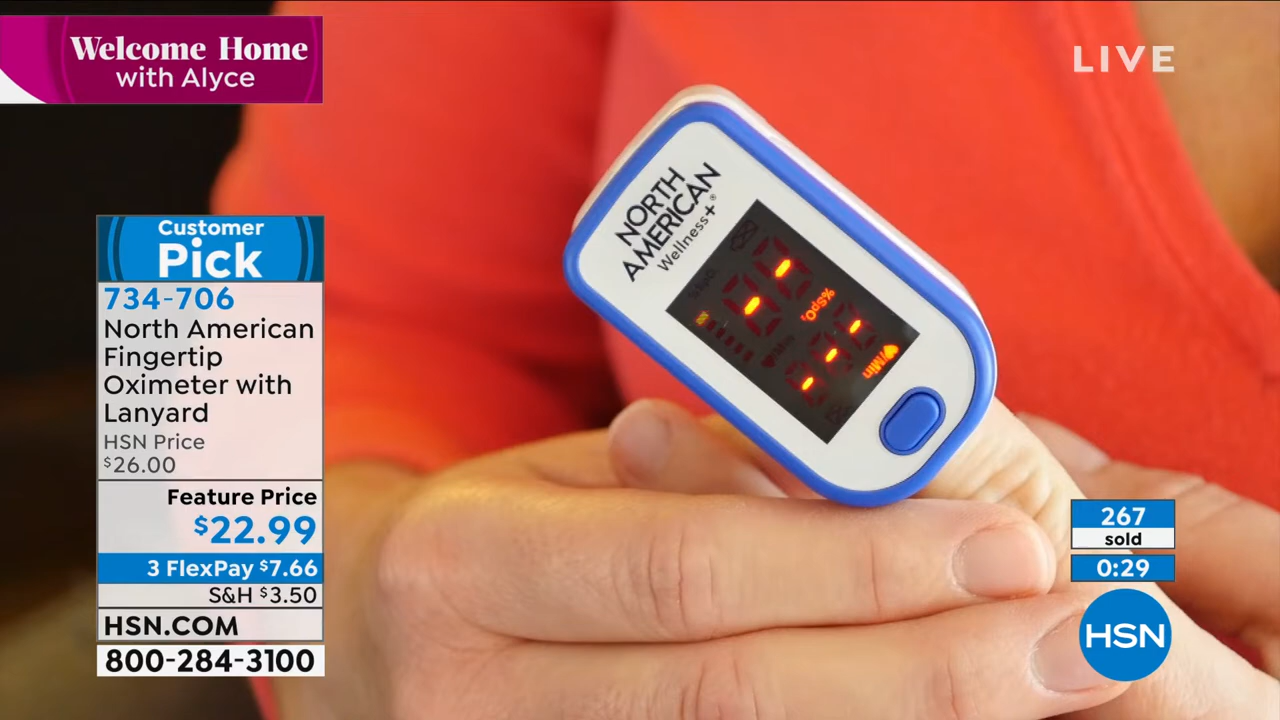 Welcome Home
with Alyce
LIVE
Customer
Pick
734-706
North American
Fingertip
Oximeter with
Lanyard
HSN Price
$26.00
Feature Price
$22.99
3 FlexPay $7.66
S&H $3.50
HSN.COM
800-284-3100
NORTH
AMERICAN
Wellness+®
%SpO₂
♥/Min
267
sold
0:29
HSN